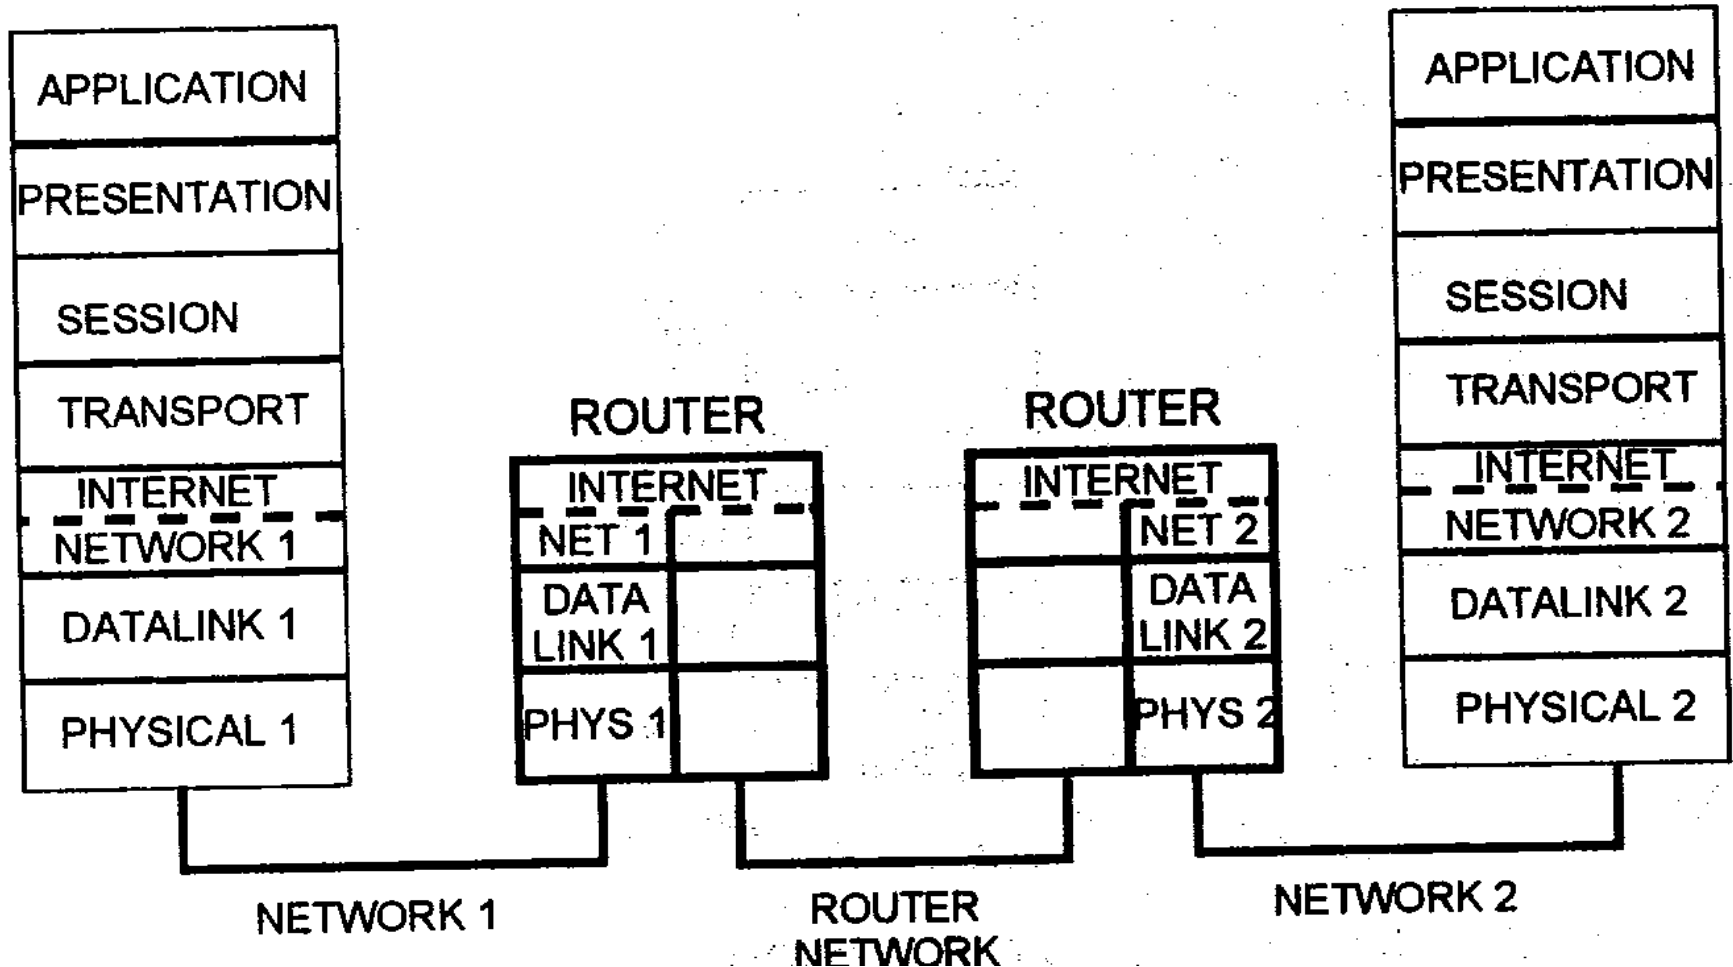 APPLICATION
PRESENTATION
SESSION
TRANSPORT
INTERNET
NETWORK 1
DATALINK 1
PHYSICAL 1
ROUTER
INTERNET
NET 1
DATA
LINK 1
PHYS 1
ROUTER
INTERNET
NET 2
DATA
LINK 2
PHYS 2
APPLICATION
PRESENTATION
SESSION
TRANSPORT
INTERNET
NETWORK 2
DATALINK 2
PHYSICAL 2
NETWORK 1
ROUTER
NETWORK
NETWORK 2